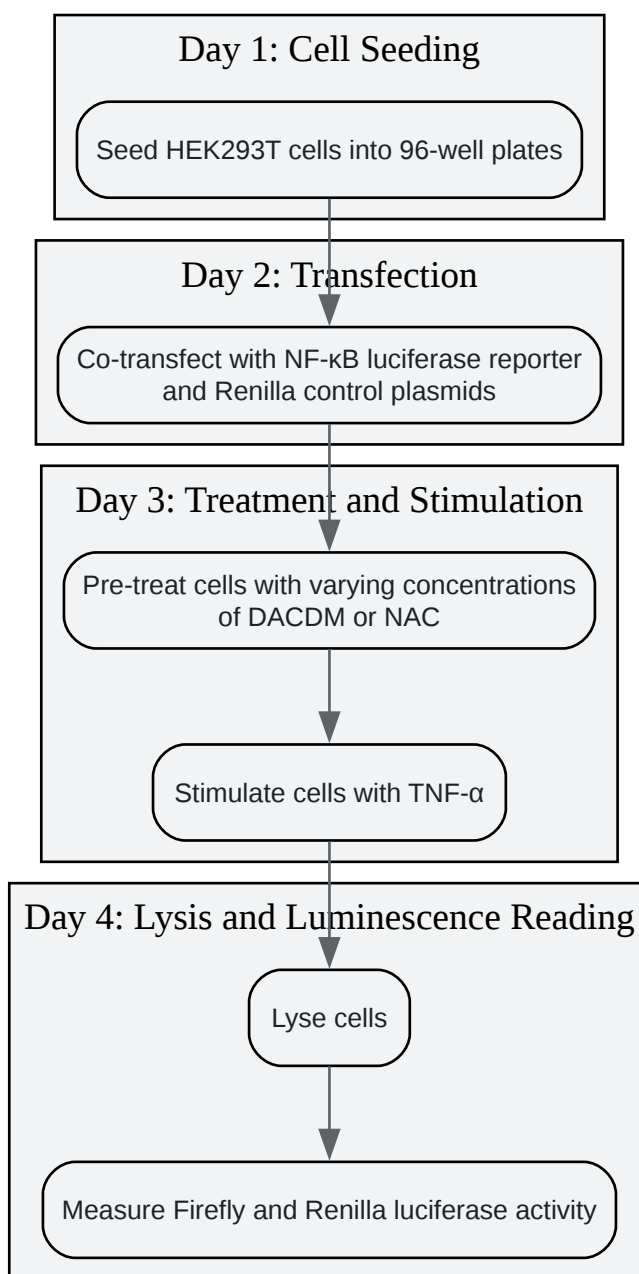 Day 1: Cell Seeding
Seed HEK293T cells into 96-well plates
Day 2: Transfection
Co-transfect with NF-κB luciferase reporter
and Renilla control plasmids
Day 3: Treatment and Stimulation
Pre-treat cells with varying concentrations
of DACDM or NAC
Stimulate cells with TNF-α
Day 4: Lysis and Luminescence Reading
Lyse cells
Measure Firefly and Renilla luciferase activity